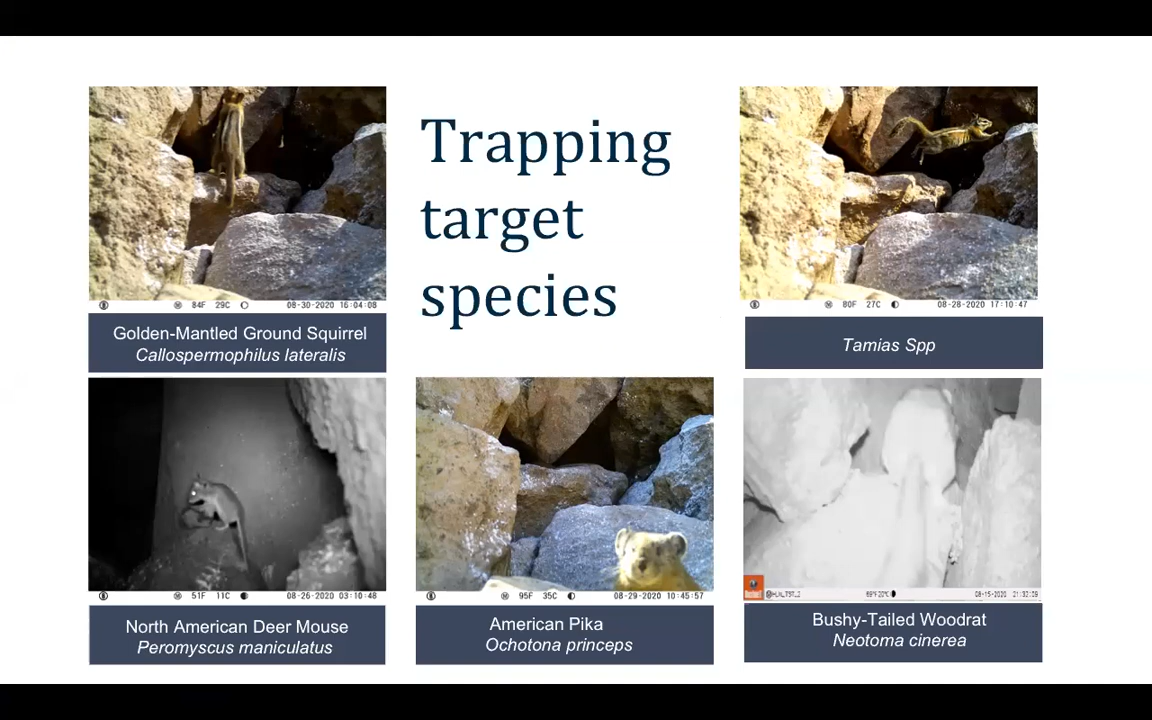 Trapping
target
species
84F 29C 08-30-2020 16:04:08
Golden-Mantled Ground Squirrel
Callospermophilus lateralis
80F 27C 08-28-2020 17:10:47
Tamias Spp
51F 11C 08-26-2020 03:10:48
North American Deer Mouse
Peromyscus maniculatus
95F 35C 08-29-2020 10:45:57
American Pika
Ochotona princeps
08-15-2020
Bushy-Tailed Woodrat
Neotoma cinerea